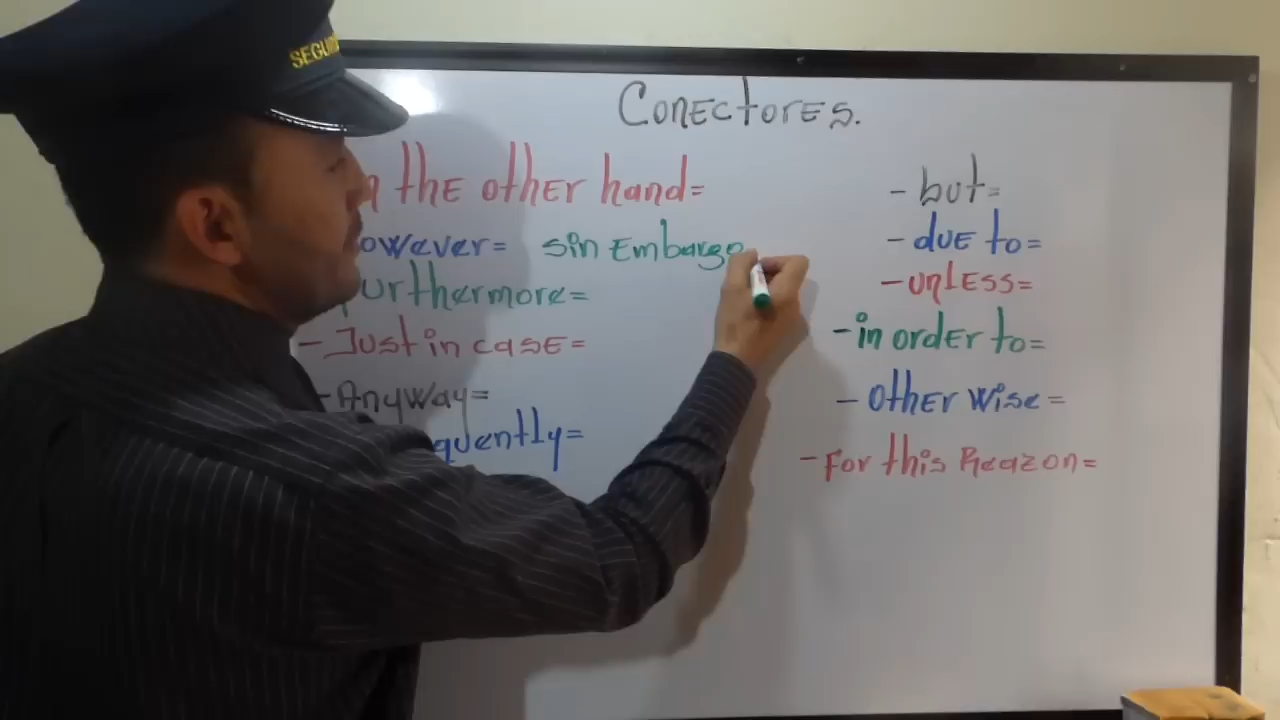 SEGURI
Conectores.
the other hand=
owever= sin Embargo
urthermore=
- Just in case=
- Anyway=
quently=
- but=
- due to=
- unless=
- in order to=
- other wise=
- For this Reazon=